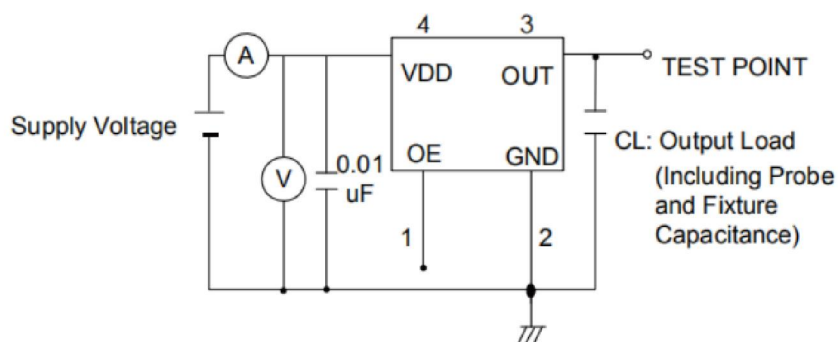 4
3
A
VDD
OUT
TEST POINT
Supply Voltage
OE
GND
CL: Output Load
(Including Probe
and Fixture
Capacitance)
V
0.01
uF
1
2